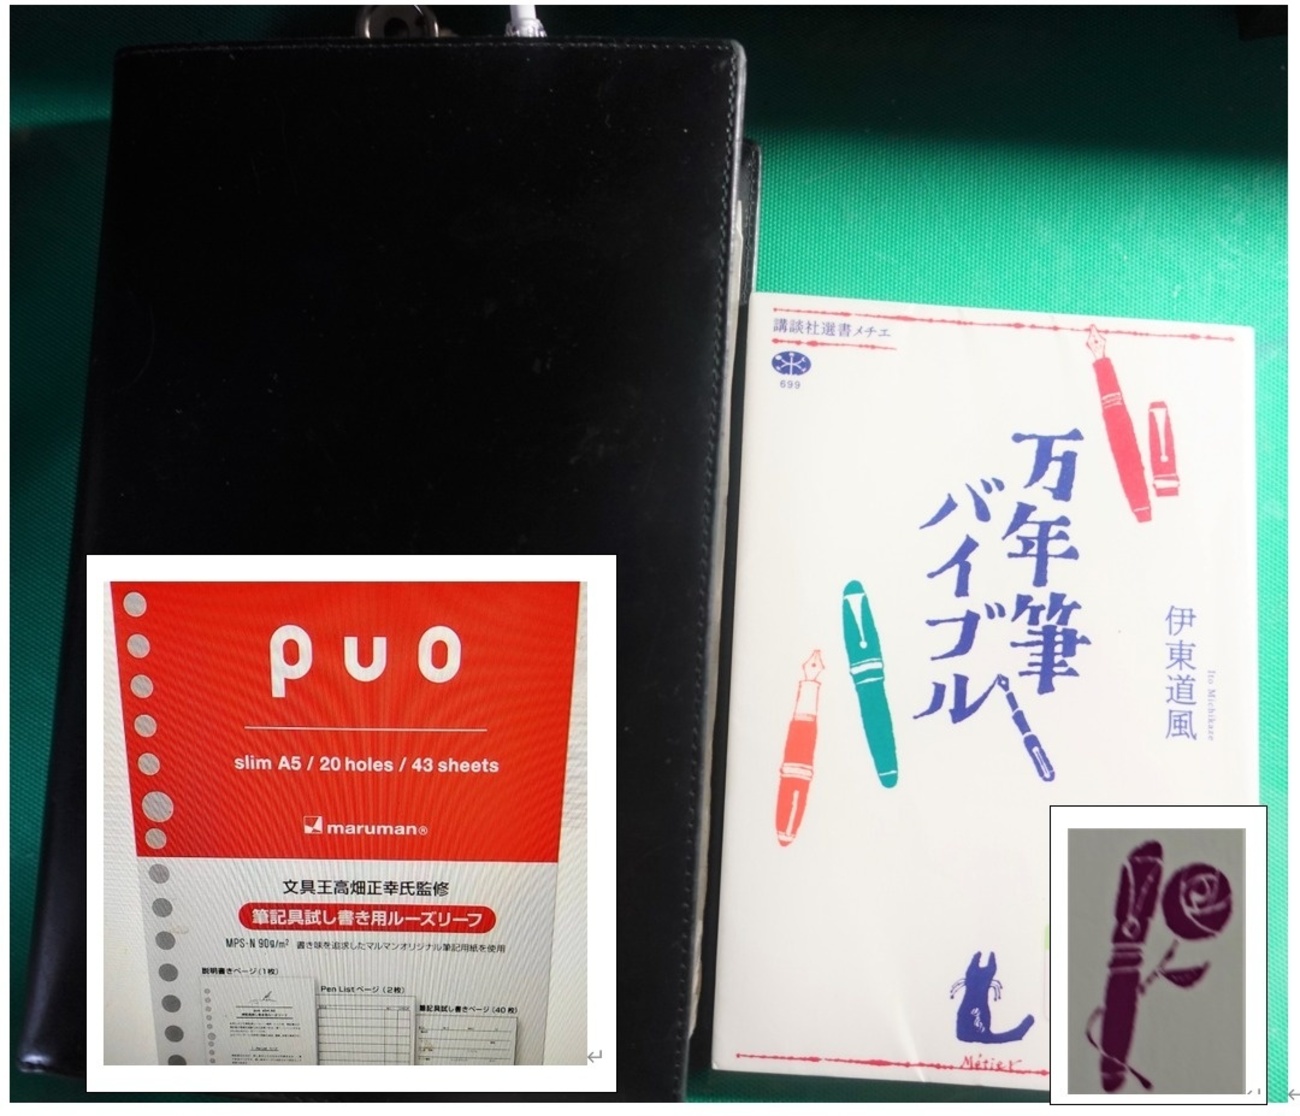 講談社選書メチエ
699
万年筆
バイブル
伊東道風
Ito Michikaze
Métier
puo
slim A5 / 20 holes / 43 sheets
maruman®
文具王高畑正幸氏監修
筆記具試し書き用ルーズリーフ
MPS-N 90g/m² 書き味を追求したマルマンオリジナル筆記用紙を使用
説明書きページ(1枚)
Pen Listページ(2枚)
筆記具試し書きページ(40枚)